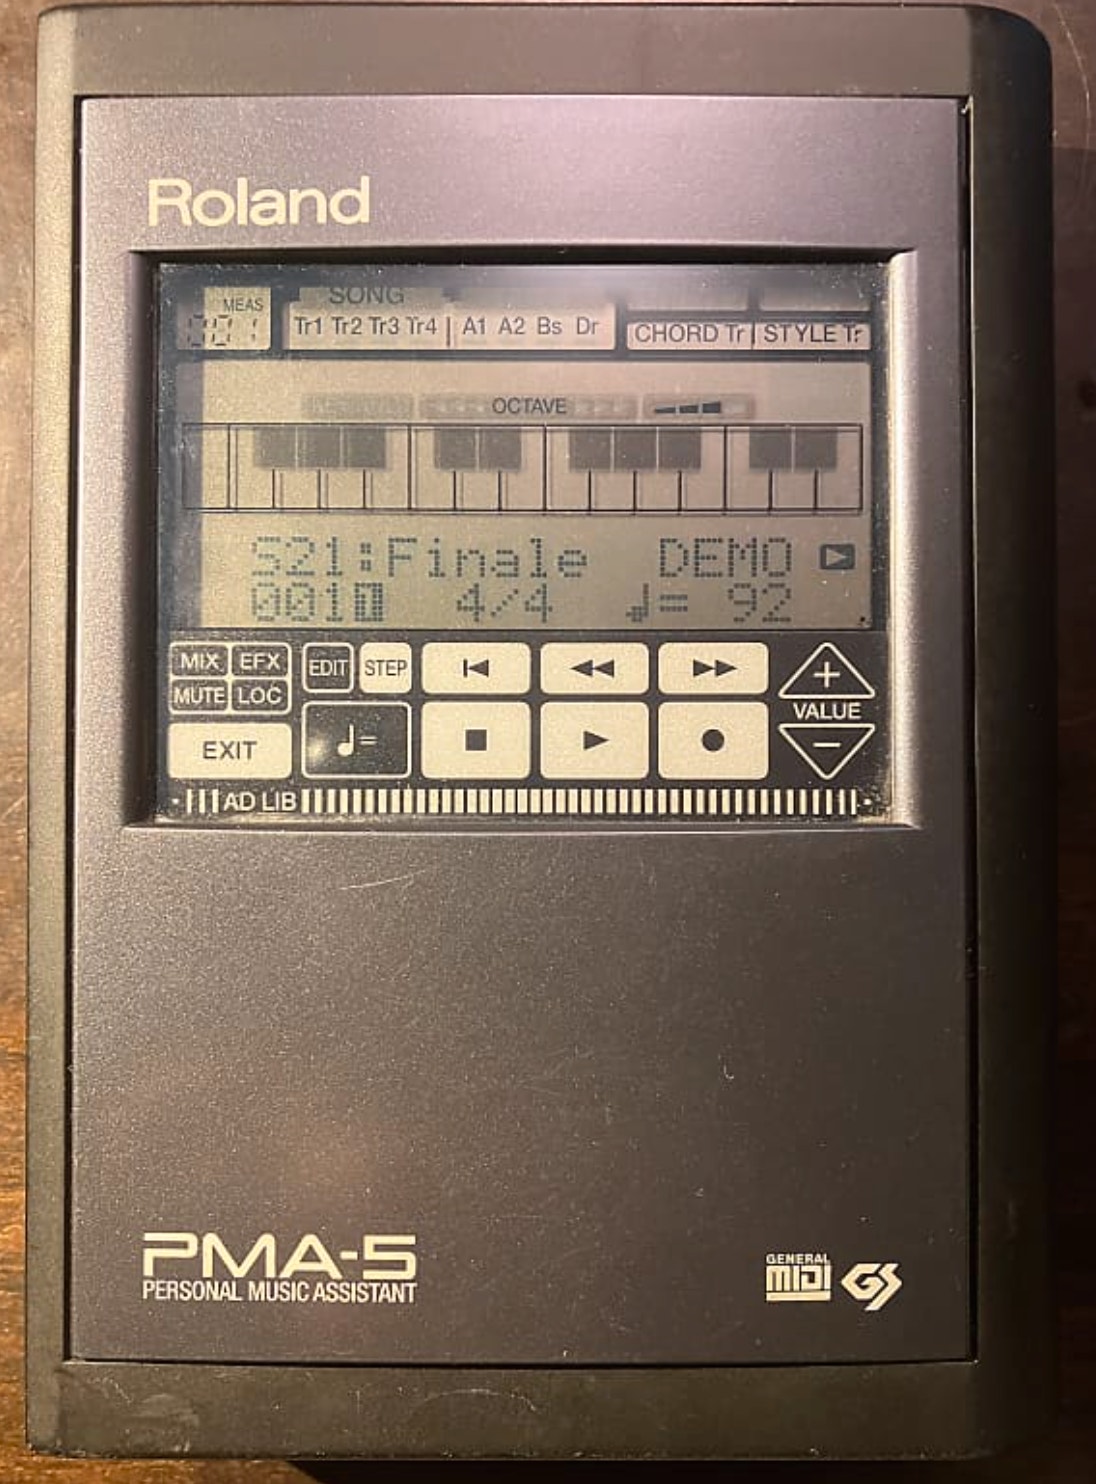 Roland
MEAS
SONG
001
Tr1 Tr2 Tr3 Tr4 | A1 A2 Bs Dr
CHORD Tr | STYLE Tr
OCTAVE
S21:Finale DEMO
0010 4/4 ♩= 92
MIX EFX
EDIT STEP
MUTE LOC
+
VALUE
EXIT
♩=
−
AD LIB
PMA-5
PERSONAL MUSIC ASSISTANT
GENERAL
MIDI
GS